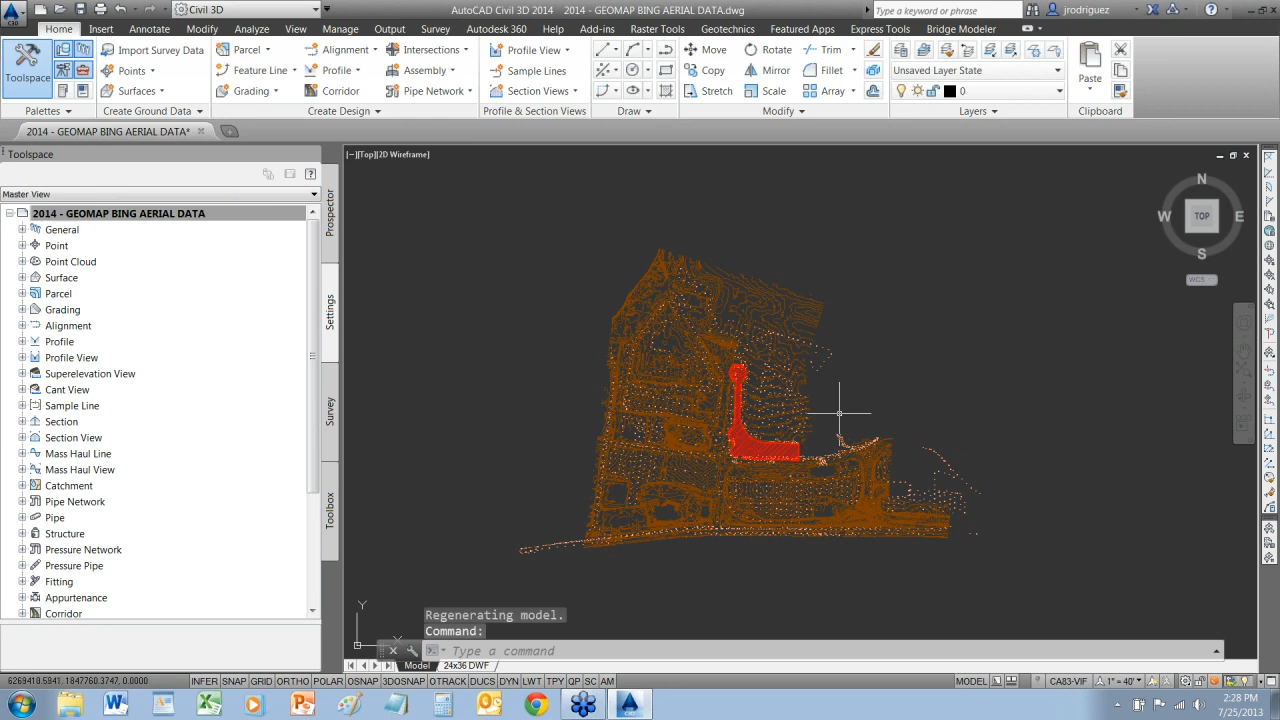 Civil 3D
AutoCAD Civil 3D 2014 2014 - GEOMAP BING AERIAL DATA.dwg
Type a keyword or phrase
jrodriguez
Home Insert Annotate Modify Analyze View Manage Output Survey Autodesk 360 Help Add-ins Raster Tools Geotechnics Featured Apps Express Tools Bridge Modeler
Toolspace
Import Survey Data
Points
Surfaces
Parcel
Feature Line
Grading
Alignment
Profile
Corridor
Intersections
Assembly
Pipe Network
Profile View
Sample Lines
Section Views
Move
Copy
Stretch
Rotate
Mirror
Scale
Trim
Fillet
Array
Unsaved Layer State
0
Paste
Palettes Create Ground Data Create Design Profile & Section Views Draw Modify Layers Clipboard
2014 - GEOMAP BING AERIAL DATA*
Toolspace
Master View
2014 - GEOMAP BING AERIAL DATA
General
Point
Point Cloud
Surface
Parcel
Grading
Alignment
Profile
Profile View
Superelevation View
Cant View
Sample Line
Section
Section View
Mass Haul Line
Mass Haul View
Catchment
Pipe Network
Pipe
Structure
Pressure Network
Pressure Pipe
Fitting
Appurtenance
Corridor
Prospector
Settings
Survey
Toolbox
[−][Top][2D Wireframe]
N
W TOP E
S
WCS
Y
X
Regenerating model.
Command:
Type a command
Model 24x36 DWF
6269410.5941, 1847760.3747, 0.0000
INFER SNAP GRID ORTHO POLAR OSNAP 3DOSNAP OTRACK DUCS DYN LWT TPY QP SC AM
MODEL
CA83-VIF
1" = 40'
2:28 PM
7/25/2013